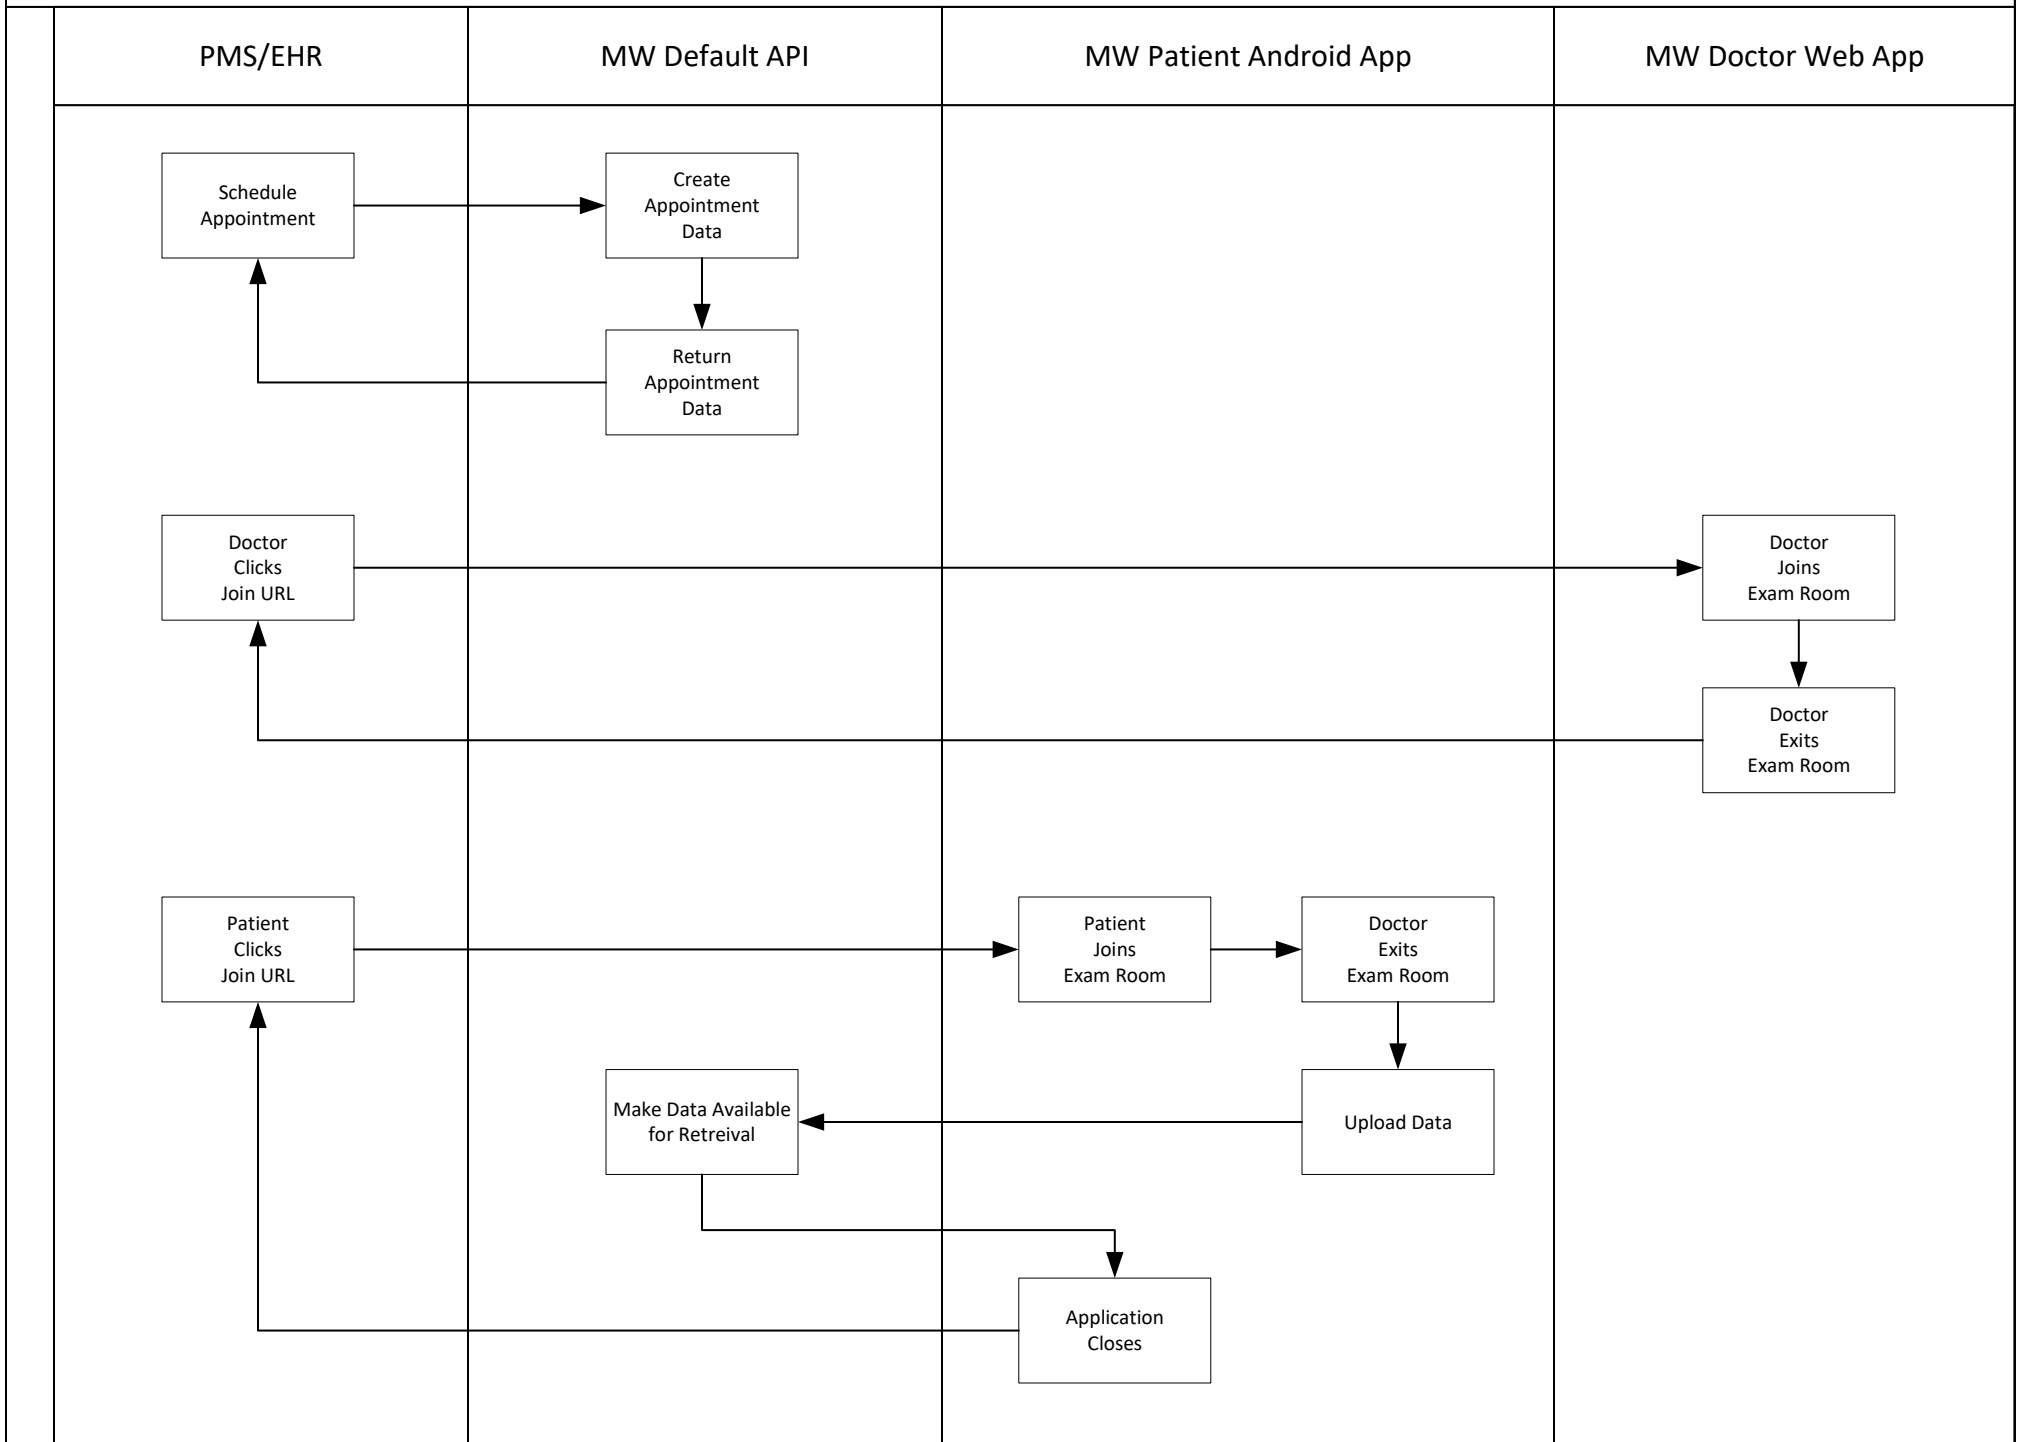 PMS/EHR
MW Default API
MW Patient Android App
MW Doctor Web App
Schedule
Appointment
Create
Appointment
Data
Return
Appointment
Data
Doctor
Clicks
Join URL
Doctor
Joins
Exam Room
Doctor
Exits
Exam Room
Patient
Clicks
Join URL
Patient
Joins
Exam Room
Doctor
Exits
Exam Room
Make Data Available
for Retreival
Upload Data
Application
Closes